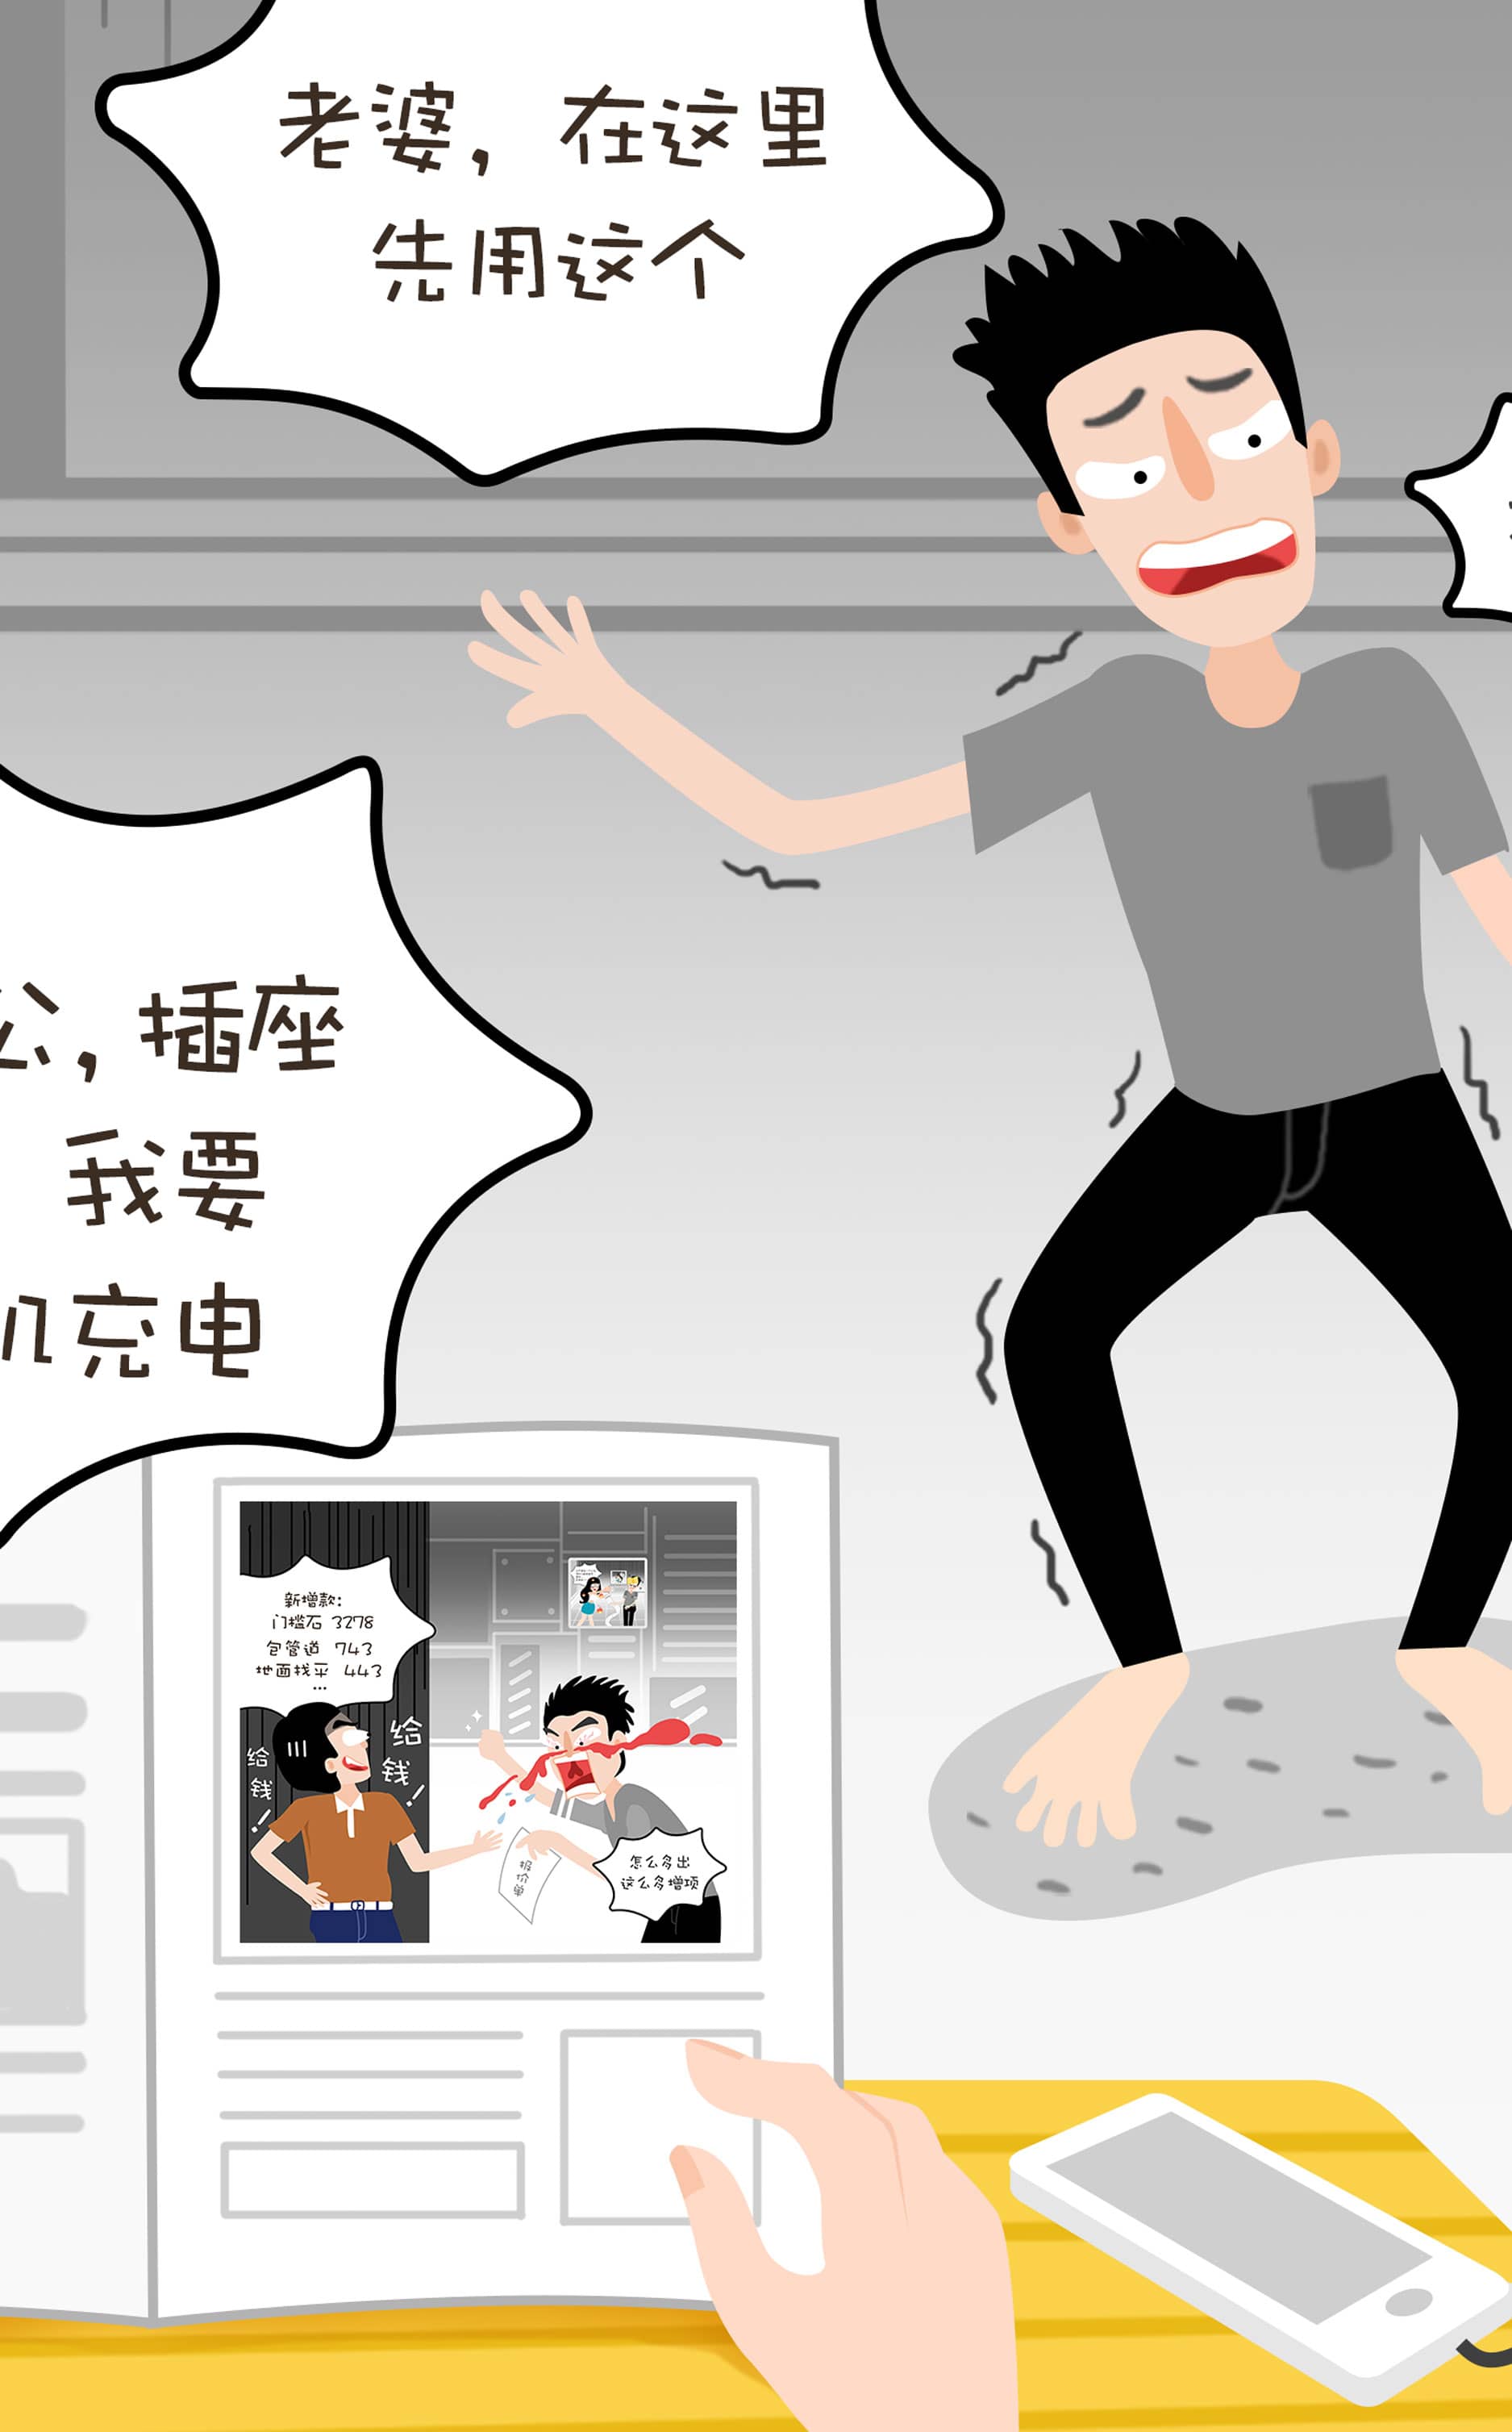 老婆，在这里
先用这个
公，插座
我要
机充电
新增款：
门槛石 3278
包管道 743
地面找平 443
...
给钱！
给钱！
报价单
怎么多出
这么多增项